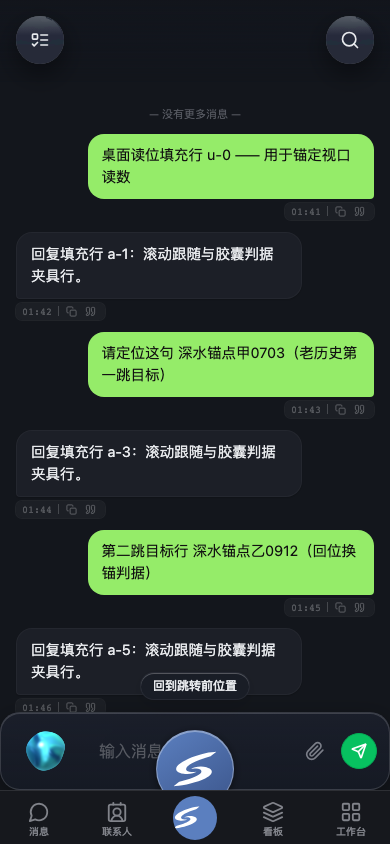 — 没有更多消息 —
桌面读位填充行 u-0 —— 用于锚定视口
读数
01:41
回复填充行 a-1：滚动跟随与胶囊判据
夹具行。
01:42
请定位这句 深水锚点甲0703（老历史第
一跳目标）
01:43
回复填充行 a-3：滚动跟随与胶囊判据
夹具行。
01:44
第二跳目标行 深水锚点乙0912（回位换
锚判据）
01:45
回复填充行 a-5：滚动跟随与胶囊判据
夹具行。
回到跳转前位置
01:46
输入消息
消息
联系人
看板
工作台